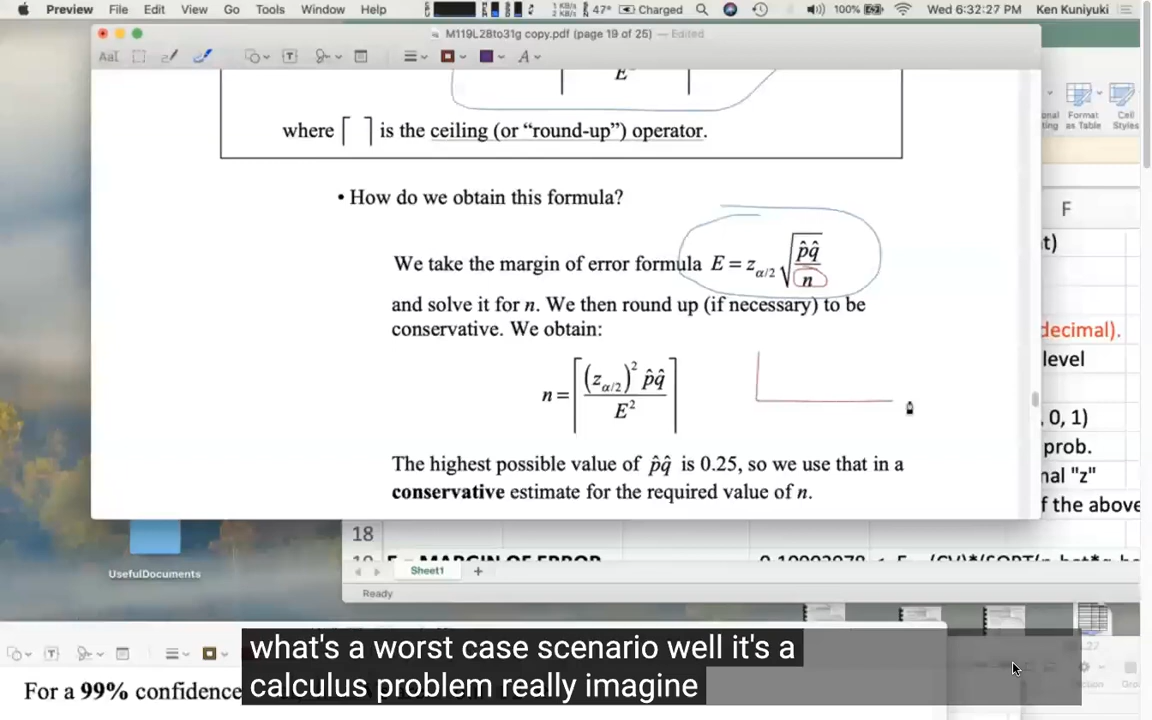 Preview File Edit View Go Tools Window Help 47° Charged 100% Wed 6:32:27 PM Ken Kuniyuki
M119L28to31g copy.pdf (page 19 of 25) — Edited
E
where ⌈ ⌉ is the ceiling (or “round-up”) operator.
• How do we obtain this formula?
We take the margin of error formula E = z α/2 √(p̂q̂/n)
and solve it for n. We then round up (if necessary) to be
conservative. We obtain:
n = ⌈(z α/2)² p̂q̂ / E²⌉
The highest possible value of p̂q̂ is 0.25, so we use that in a
conservative estimate for the required value of n.
Format as Table Cell Styles
F
t)
decimal).
level
, 0, 1)
prob.
nal "z"
f the above
18
UsefulDocuments
Sheet1 +
Ready
For a 99% confidence
what's a worst case scenario well it's a
calculus problem really imagine